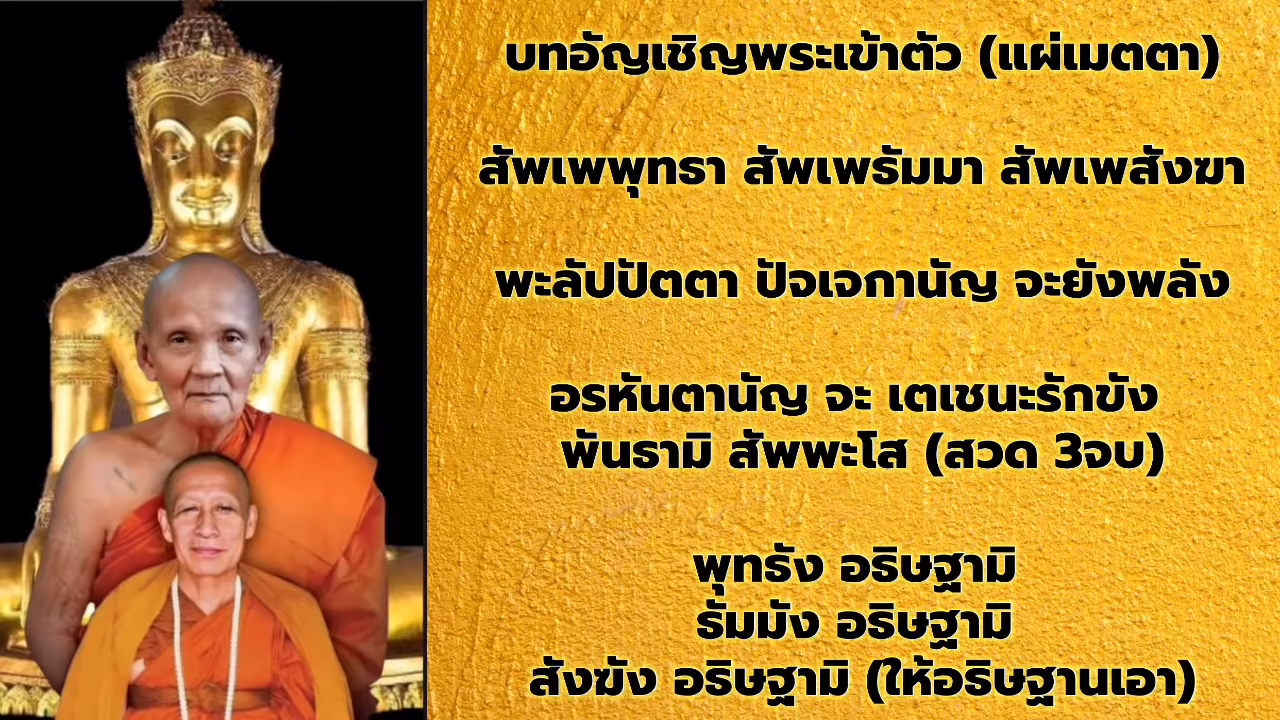 บทอัญเชิญพระเข้าตัว (แผ่เมตตา)
สัพเพพุทธา สัพเพธัมมา สัพเพสังฆา
พะลัปปัตตา ปัจเจกานัญ จะยังพลัง
อรหันตานัญ จะ เตเชนะรักขัง
พันธามิ สัพพะโส (สวด 3จบ)
พุทธัง อธิษฐามิ
ธัมมัง อธิษฐามิ
สังฆัง อธิษฐามิ (ให้อธิษฐานเอา)